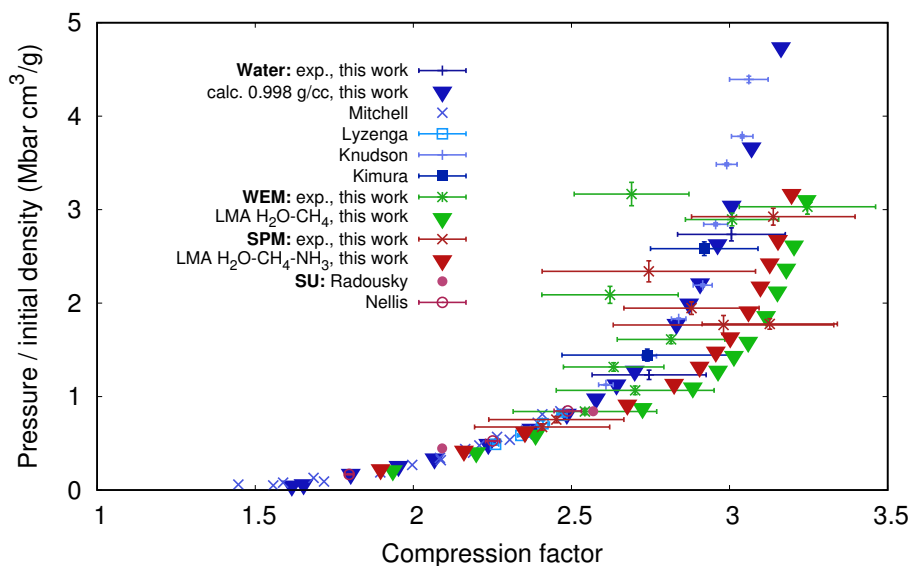 5
4
3
2
1
0
Pressure / initial density (Mbar cm³/g)
Water: exp., this work
calc. 0.998 g/cc, this work
Mitchell
Lyzenga
Knudson
Kimura
WEM: exp., this work
LMA H₂O-CH₄, this work
SPM: exp., this work
LMA H₂O-CH₄-NH₃, this work
SU: Radousky
Nellis
1 1.5 2 2.5 3 3.5
Compression factor